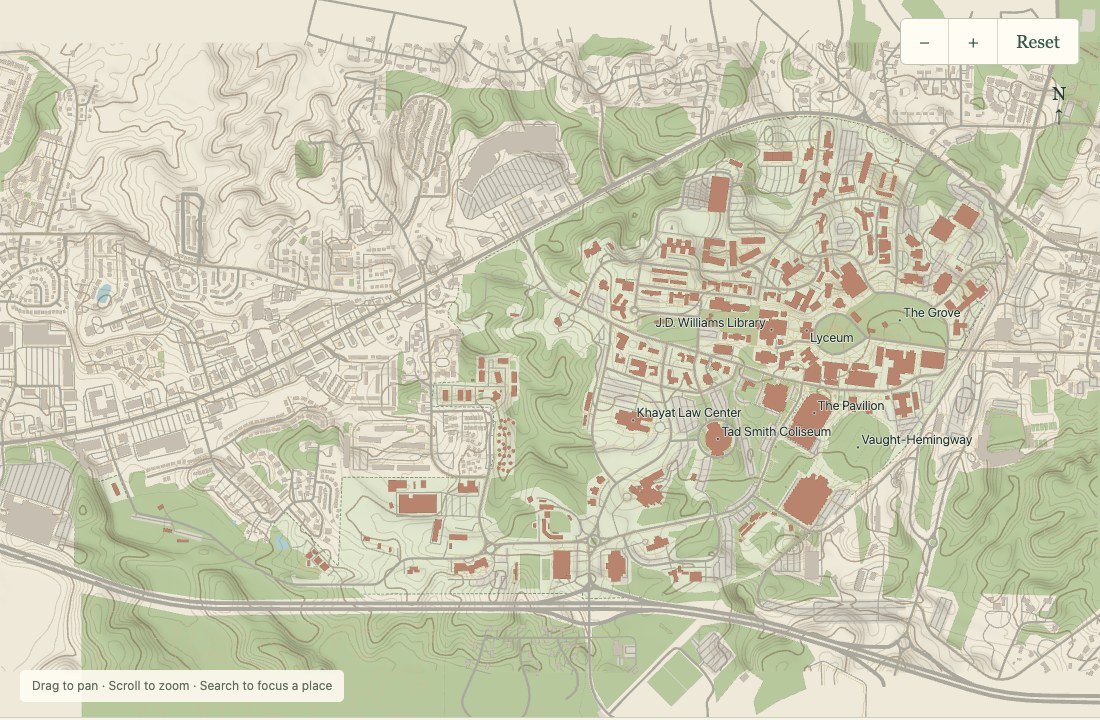 − + Reset
N
↑
The Grove
J.D. Williams Library
Lyceum
The Pavilion
Khayat Law Center
Tad Smith Coliseum
Vaught-Hemingway
Drag to pan · Scroll to zoom · Search to focus a place